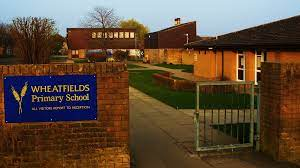 WHEATFIELDS
Primary School
ALL VISITORS REPORT TO RECEPTION